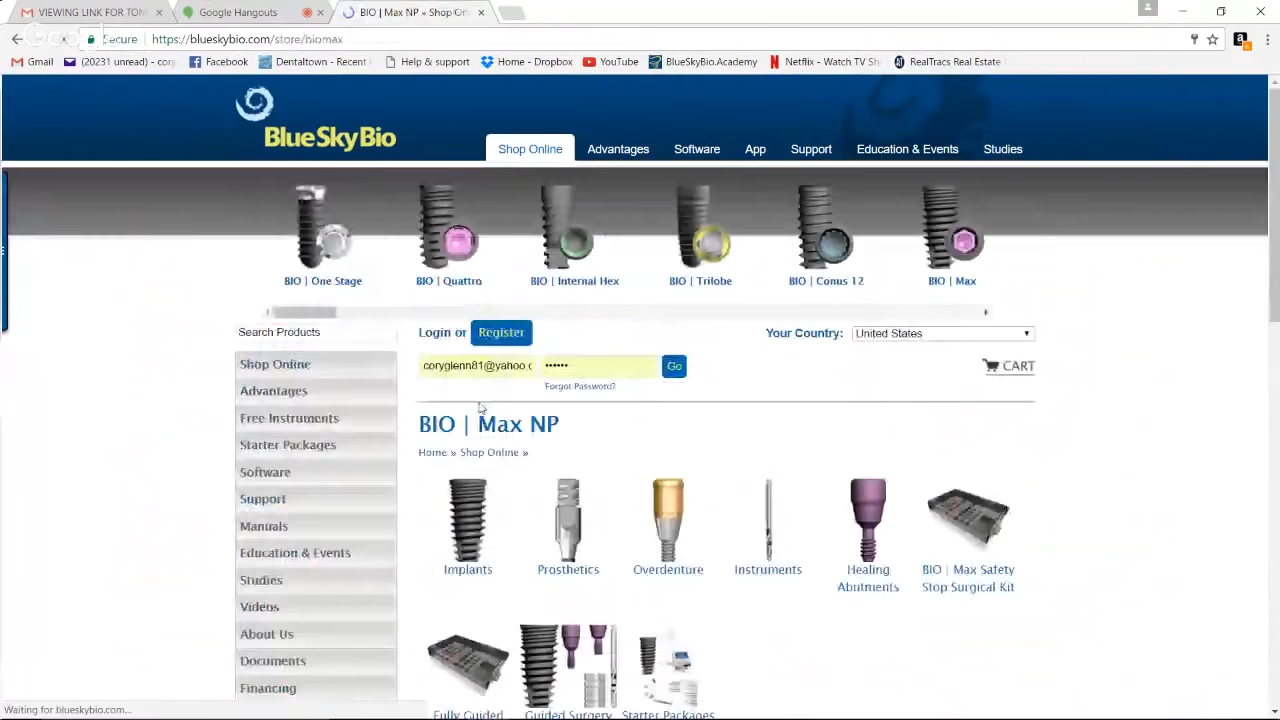 VIEWING LINK FOR TOM
Google Hangouts
BIO | Max NP » Shop On
Secure
https://blueskybio.com/store/biomax
Gmail
(20231 unread) - cory
Facebook
Dentaltown - Recent
Help & support
Home - Dropbox
YouTube
BlueSkyBio.Academy
Netflix - Watch TV Sh
RealTracs Real Estate
BlueSkyBio
Shop Online
Advantages
Software
App
Support
Education & Events
Studies
BIO | One Stage
BIO | Quattro
BIO | Internal Hex
BIO | Trilobe
BIO | Conus 12
BIO | Max
Search Products
Login or
Register
Your Country:
United States
coryglenn81@yahoo.c
••••••
Go
CART
Forgot Password?
Shop Online
Advantages
Free Instruments
Starter Packages
Software
Support
Manuals
Education & Events
Studies
Videos
About Us
Documents
Financing
BIO | Max NP
Home » Shop Online »
Implants
Prosthetics
Overdenture
Instruments
Healing
Abutments
BIO | Max Safety
Stop Surgical Kit
Fully Guided
Guided Surgery
Starter Packages
Waiting for blueskybio.com...